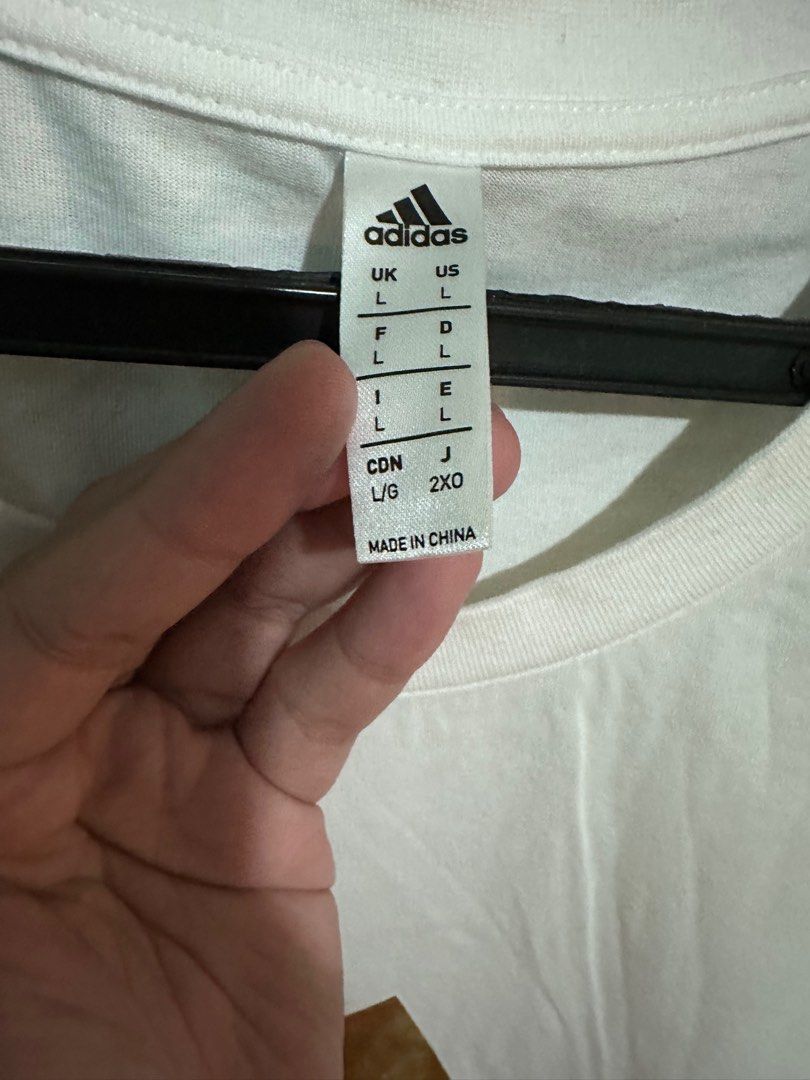 adidas
UK US
L L
F D
L L
I E
L L
CDN J
L/G 2XO
MADE IN CHINA